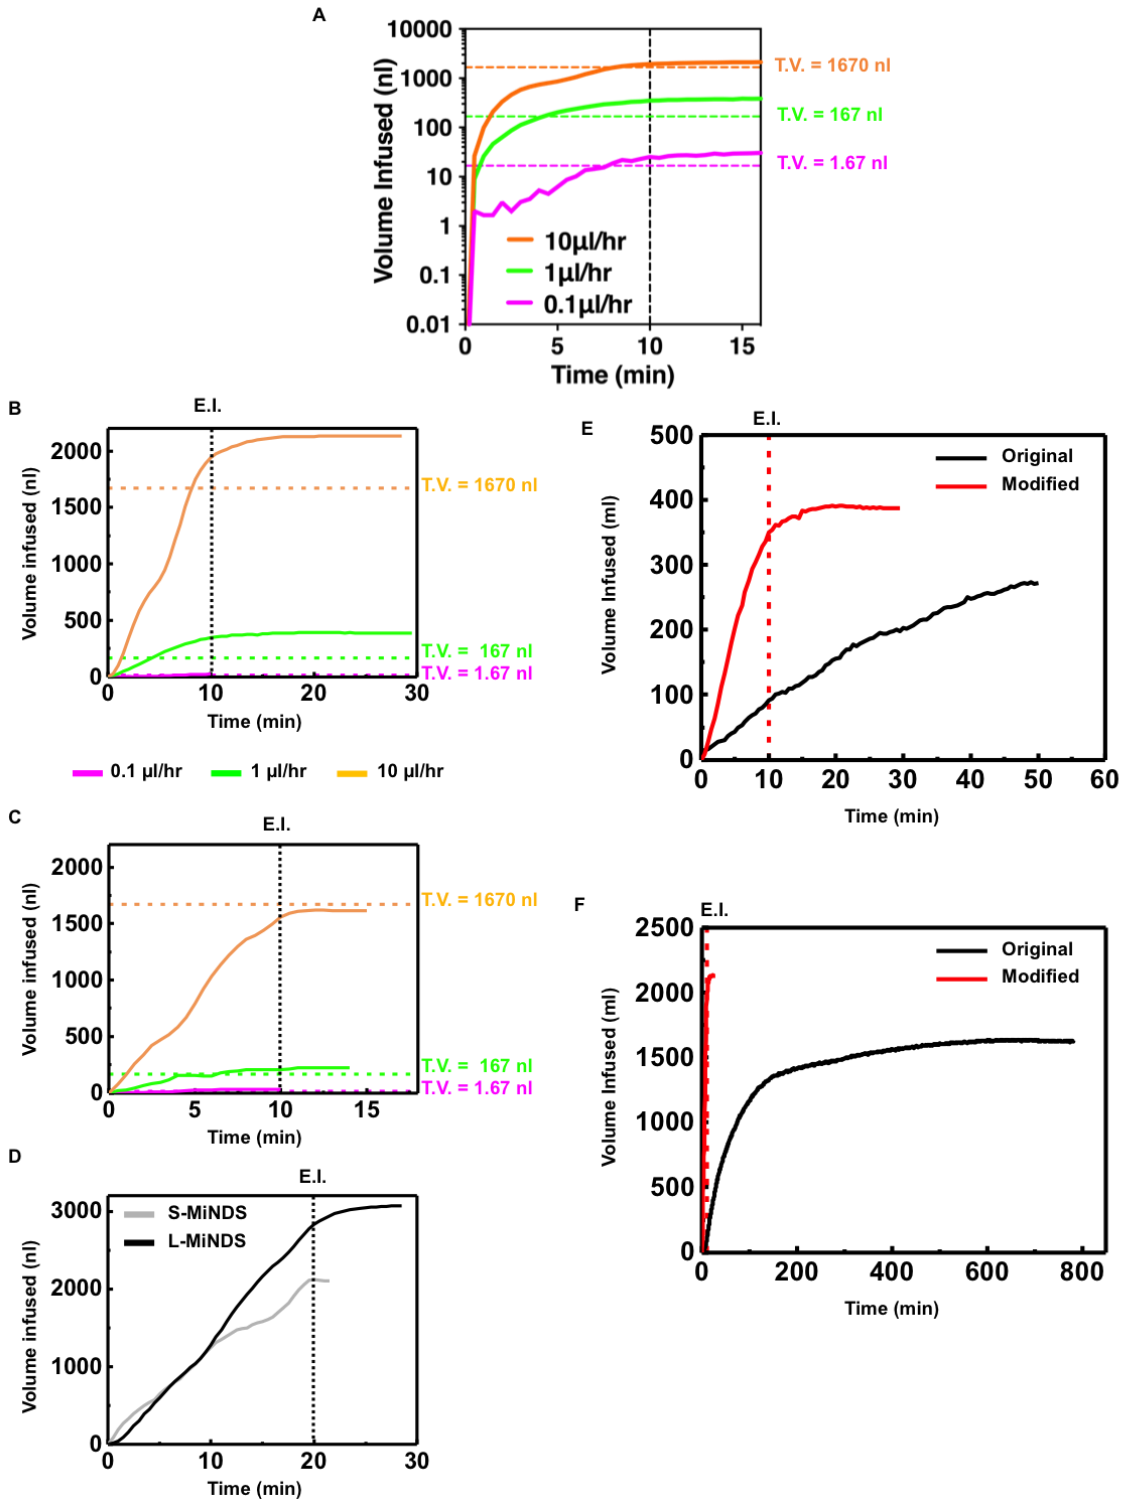 A
10000
1000
100
10
1
0.1
0.01
Volume Infused (nl)
T.V. = 1670 nl
T.V. = 167 nl
T.V. = 1.67 nl
10µl/hr
1µl/hr
0.1µl/hr
0
5
10
15
Time (min)
B
E.I.
2000
1500
1000
500
0
Volume infused (nl)
T.V. = 1670 nl
T.V. = 167 nl
T.V. = 1.67 nl
0
10
20
30
Time (min)
0.1 µl/hr
1 µl/hr
10 µl/hr
C
E.I.
2000
1500
1000
500
0
Volume infused (nl)
T.V. = 1670 nl
T.V. = 167 nl
T.V. = 1.67 nl
0
5
10
15
Time (min)
D
E.I.
3000
2000
1000
0
Volume infused (nl)
S-MiNDS
L-MiNDS
0
10
20
30
Time (min)
E
E.I.
500
400
300
200
100
0
Volume Infused (ml)
Original
Modified
0
10
20
30
40
50
60
Time (min)
F
E.I.
2500
2000
1500
1000
500
0
Volume Infused (ml)
Original
Modified
0
200
400
600
800
Time (min)